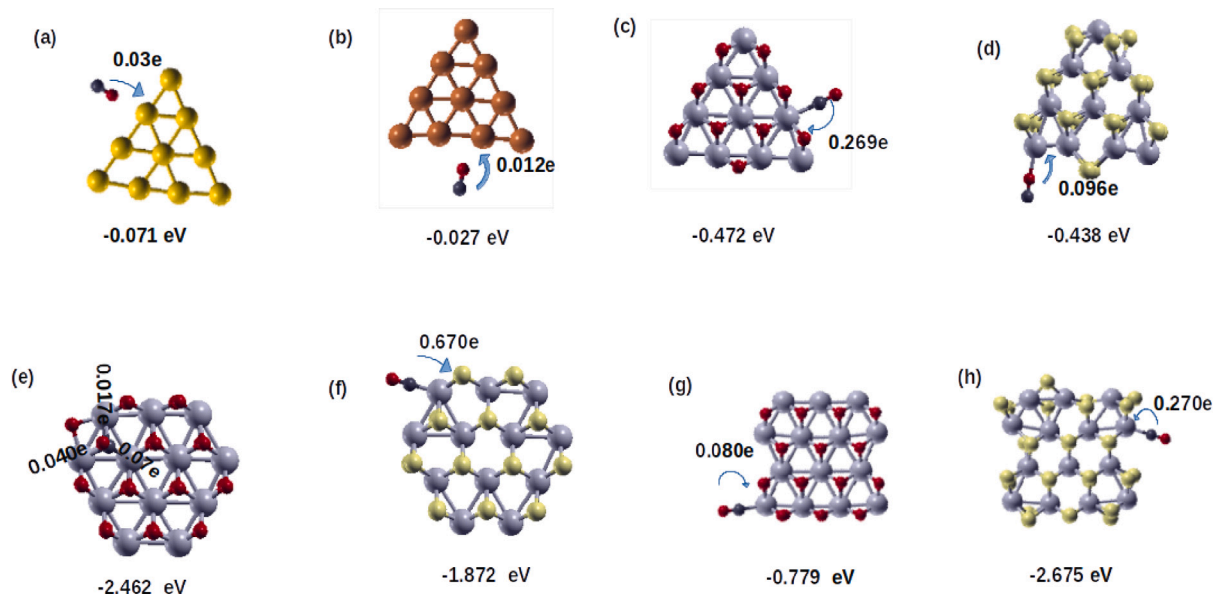 (a)
0.03e
-0.071 eV
(b)
0.012e
-0.027 eV
(c)
0.269e
-0.472 eV
(d)
0.096e
-0.438 eV
(e)
0.017e
0.040e
0.07e
-2.462 eV
(f)
0.670e
-1.872 eV
(g)
0.080e
-0.779 eV
(h)
0.270e
-2.675 eV